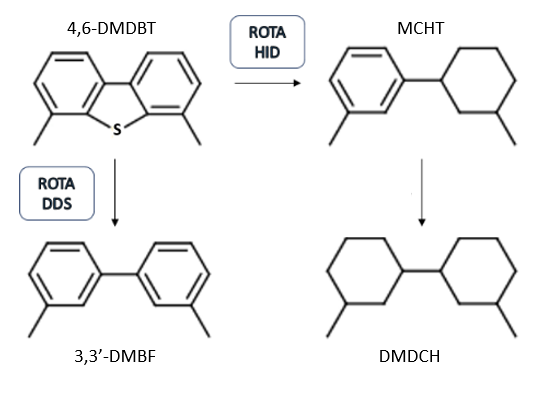 4,6-DMDBT
ROTA
HID
MCHT
S
ROTA
DDS
3,3’-DMBF
DMDCH